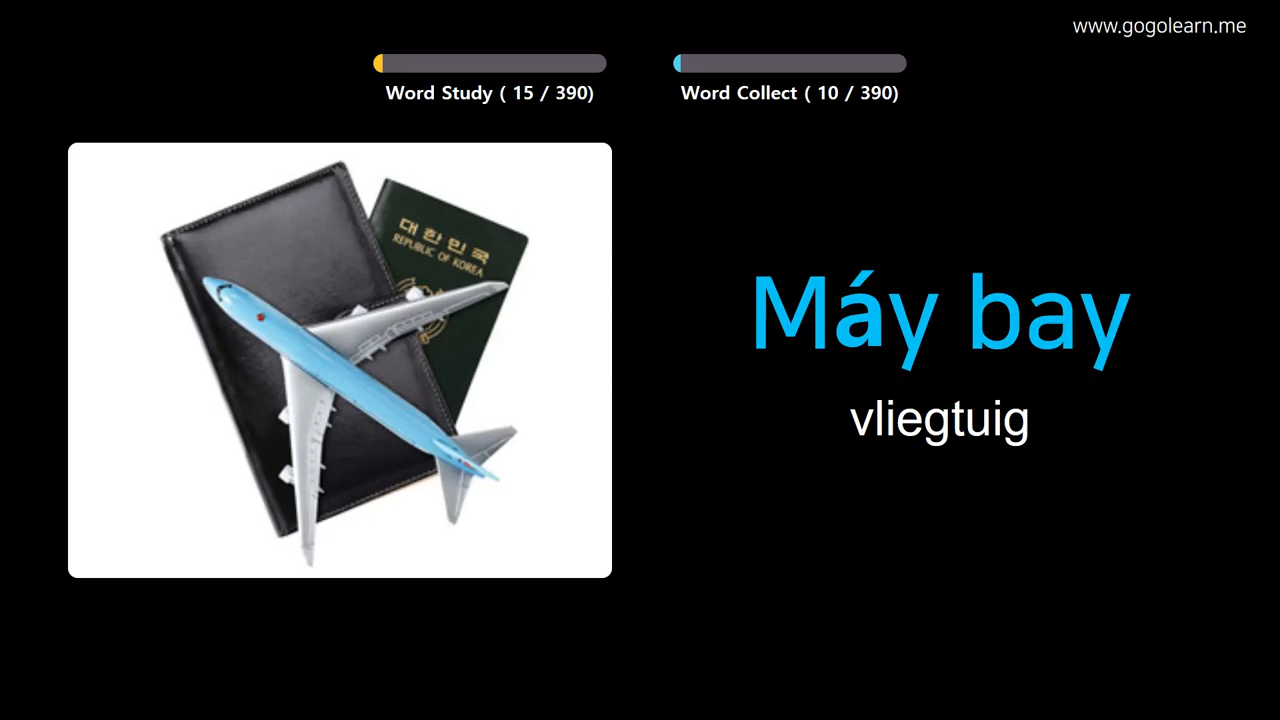 www.gogolearn.me
Word Study ( 15 / 390)
Word Collect ( 10 / 390)
대한민국
REPUBLIC OF KOREA
Máy bay
vliegtuig